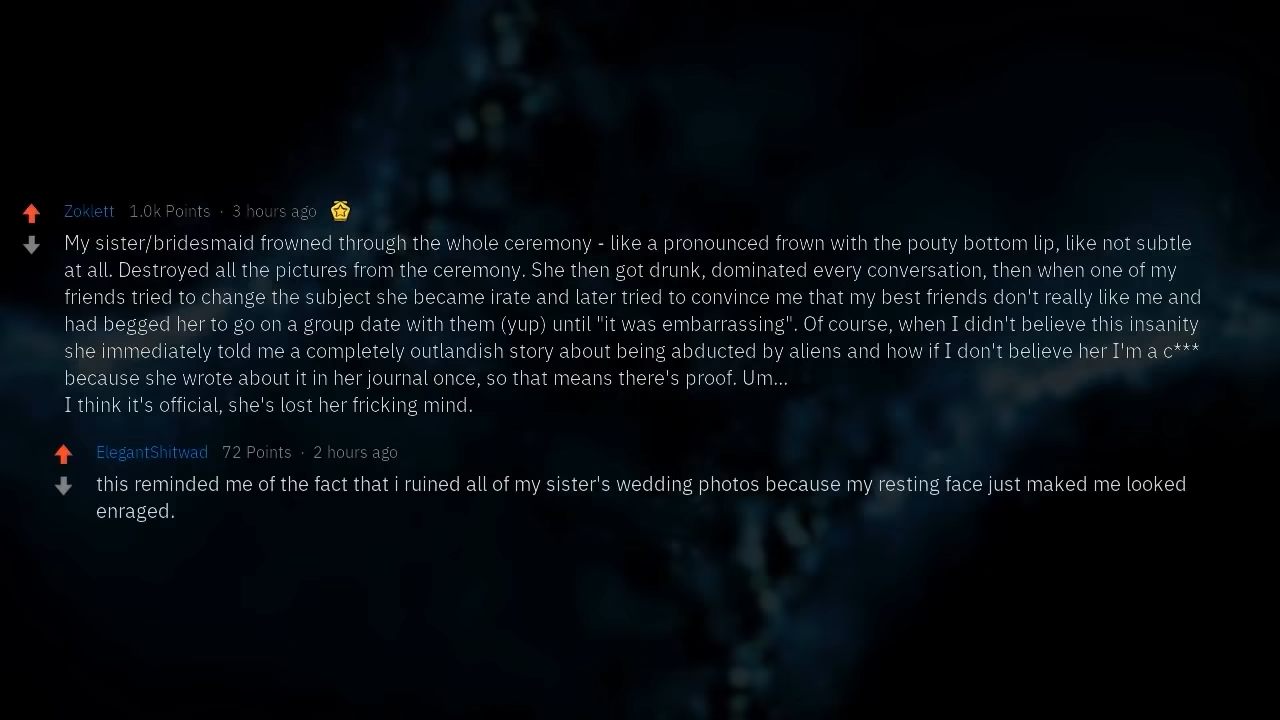 Zoklett 1.0k Points · 3 hours ago
My sister/bridesmaid frowned through the whole ceremony - like a pronounced frown with the pouty bottom lip, like not subtle
at all. Destroyed all the pictures from the ceremony. She then got drunk, dominated every conversation, then when one of my
friends tried to change the subject she became irate and later tried to convince me that my best friends don't really like me and
had begged her to go on a group date with them (yup) until "it was embarrassing". Of course, when I didn't believe this insanity
she immediately told me a completely outlandish story about being abducted by aliens and how if I don't believe her I'm a c***
because she wrote about it in her journal once, so that means there's proof. Um...
I think it's official, she's lost her fricking mind.
ElegantShitwad 72 Points · 2 hours ago
this reminded me of the fact that i ruined all of my sister's wedding photos because my resting face just made me looked
enraged.